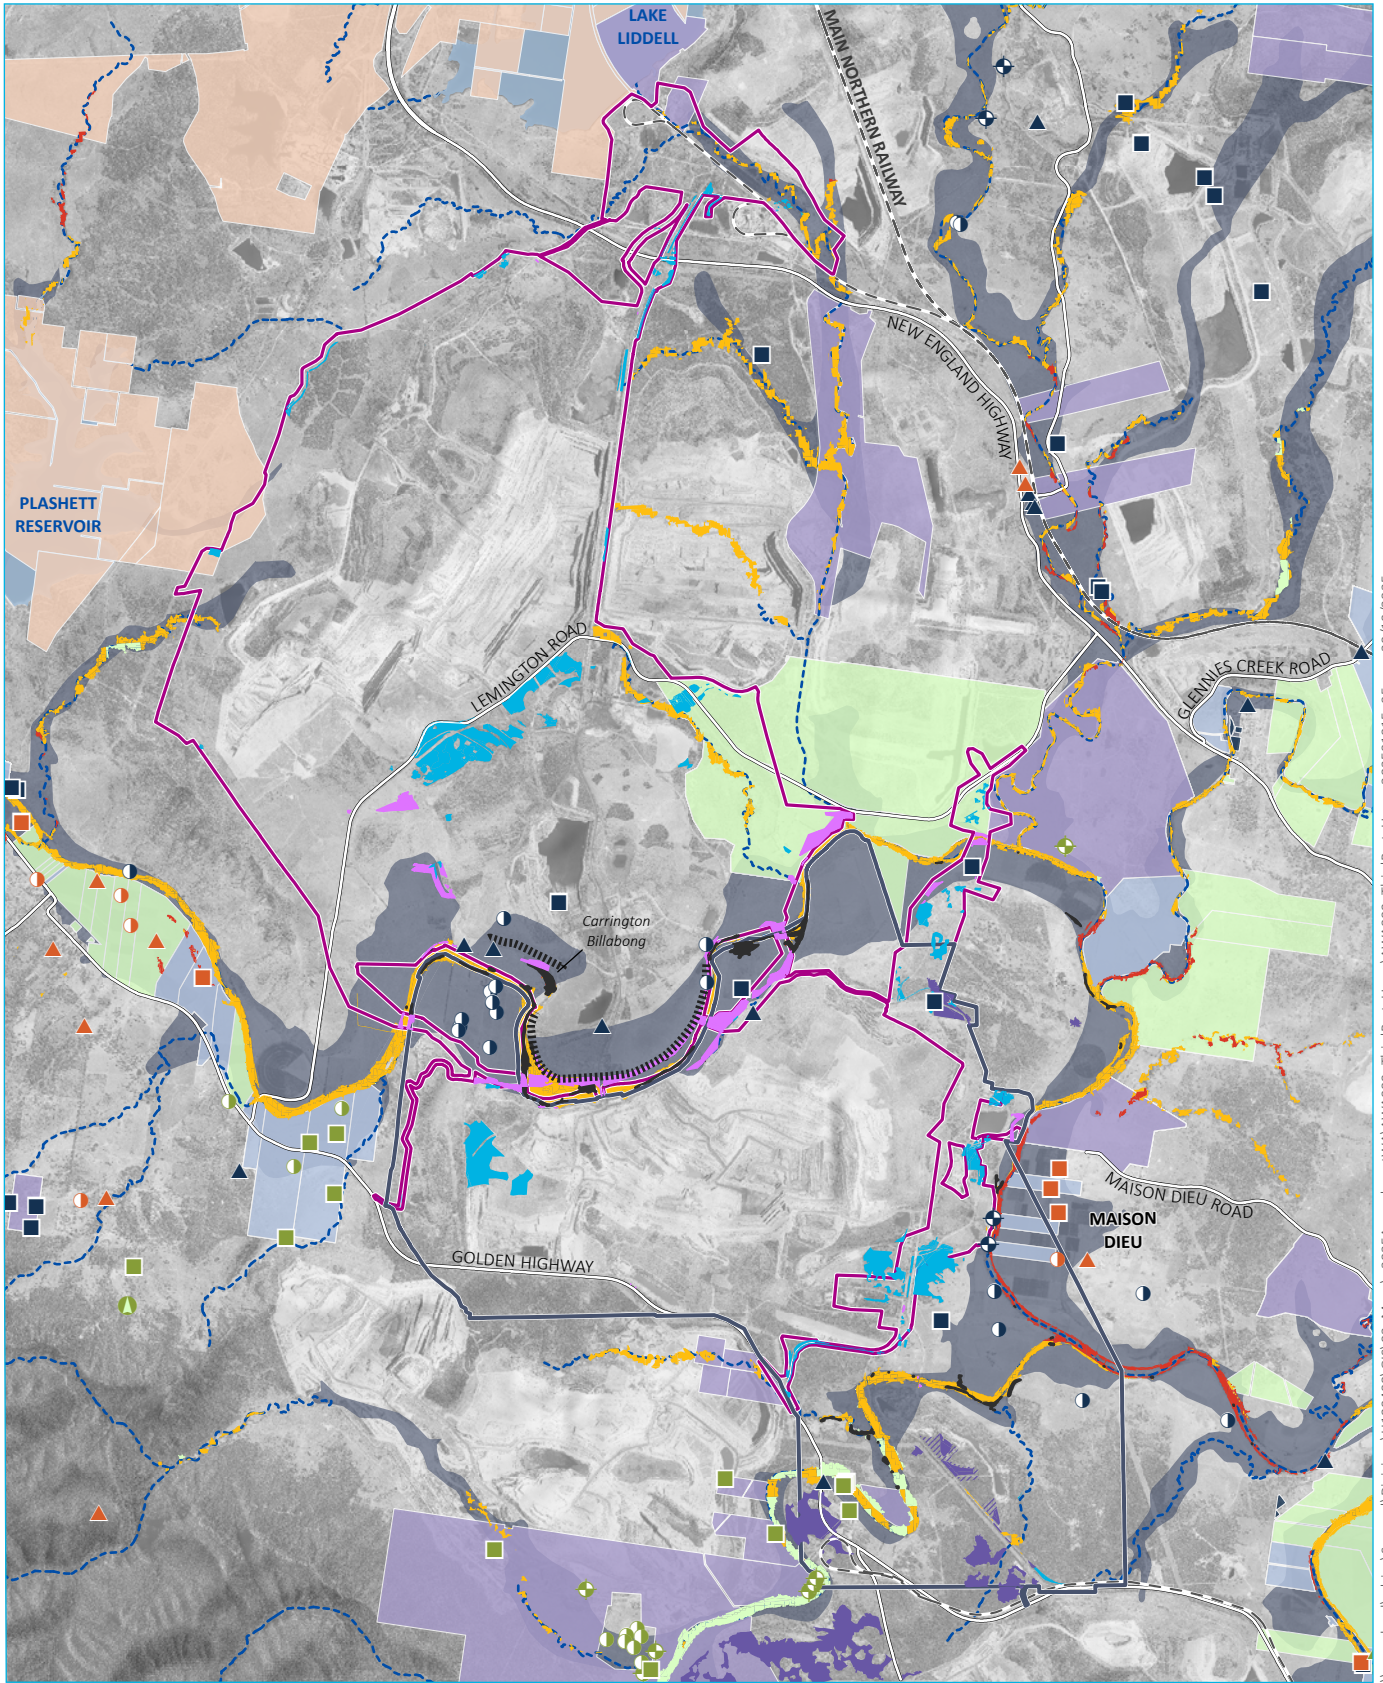 LAKE
LIDDELL
MAIN NORTHERN RAILWAY
NEW ENGLAND HIGHWAY
PLASHETT
RESERVOIR
LEMINGTON ROAD
GLENNIES CREEK ROAD
Carrington
Billabong
MAISON DIEU ROAD
MAISON
DIEU
GOLDEN HIGHWAY